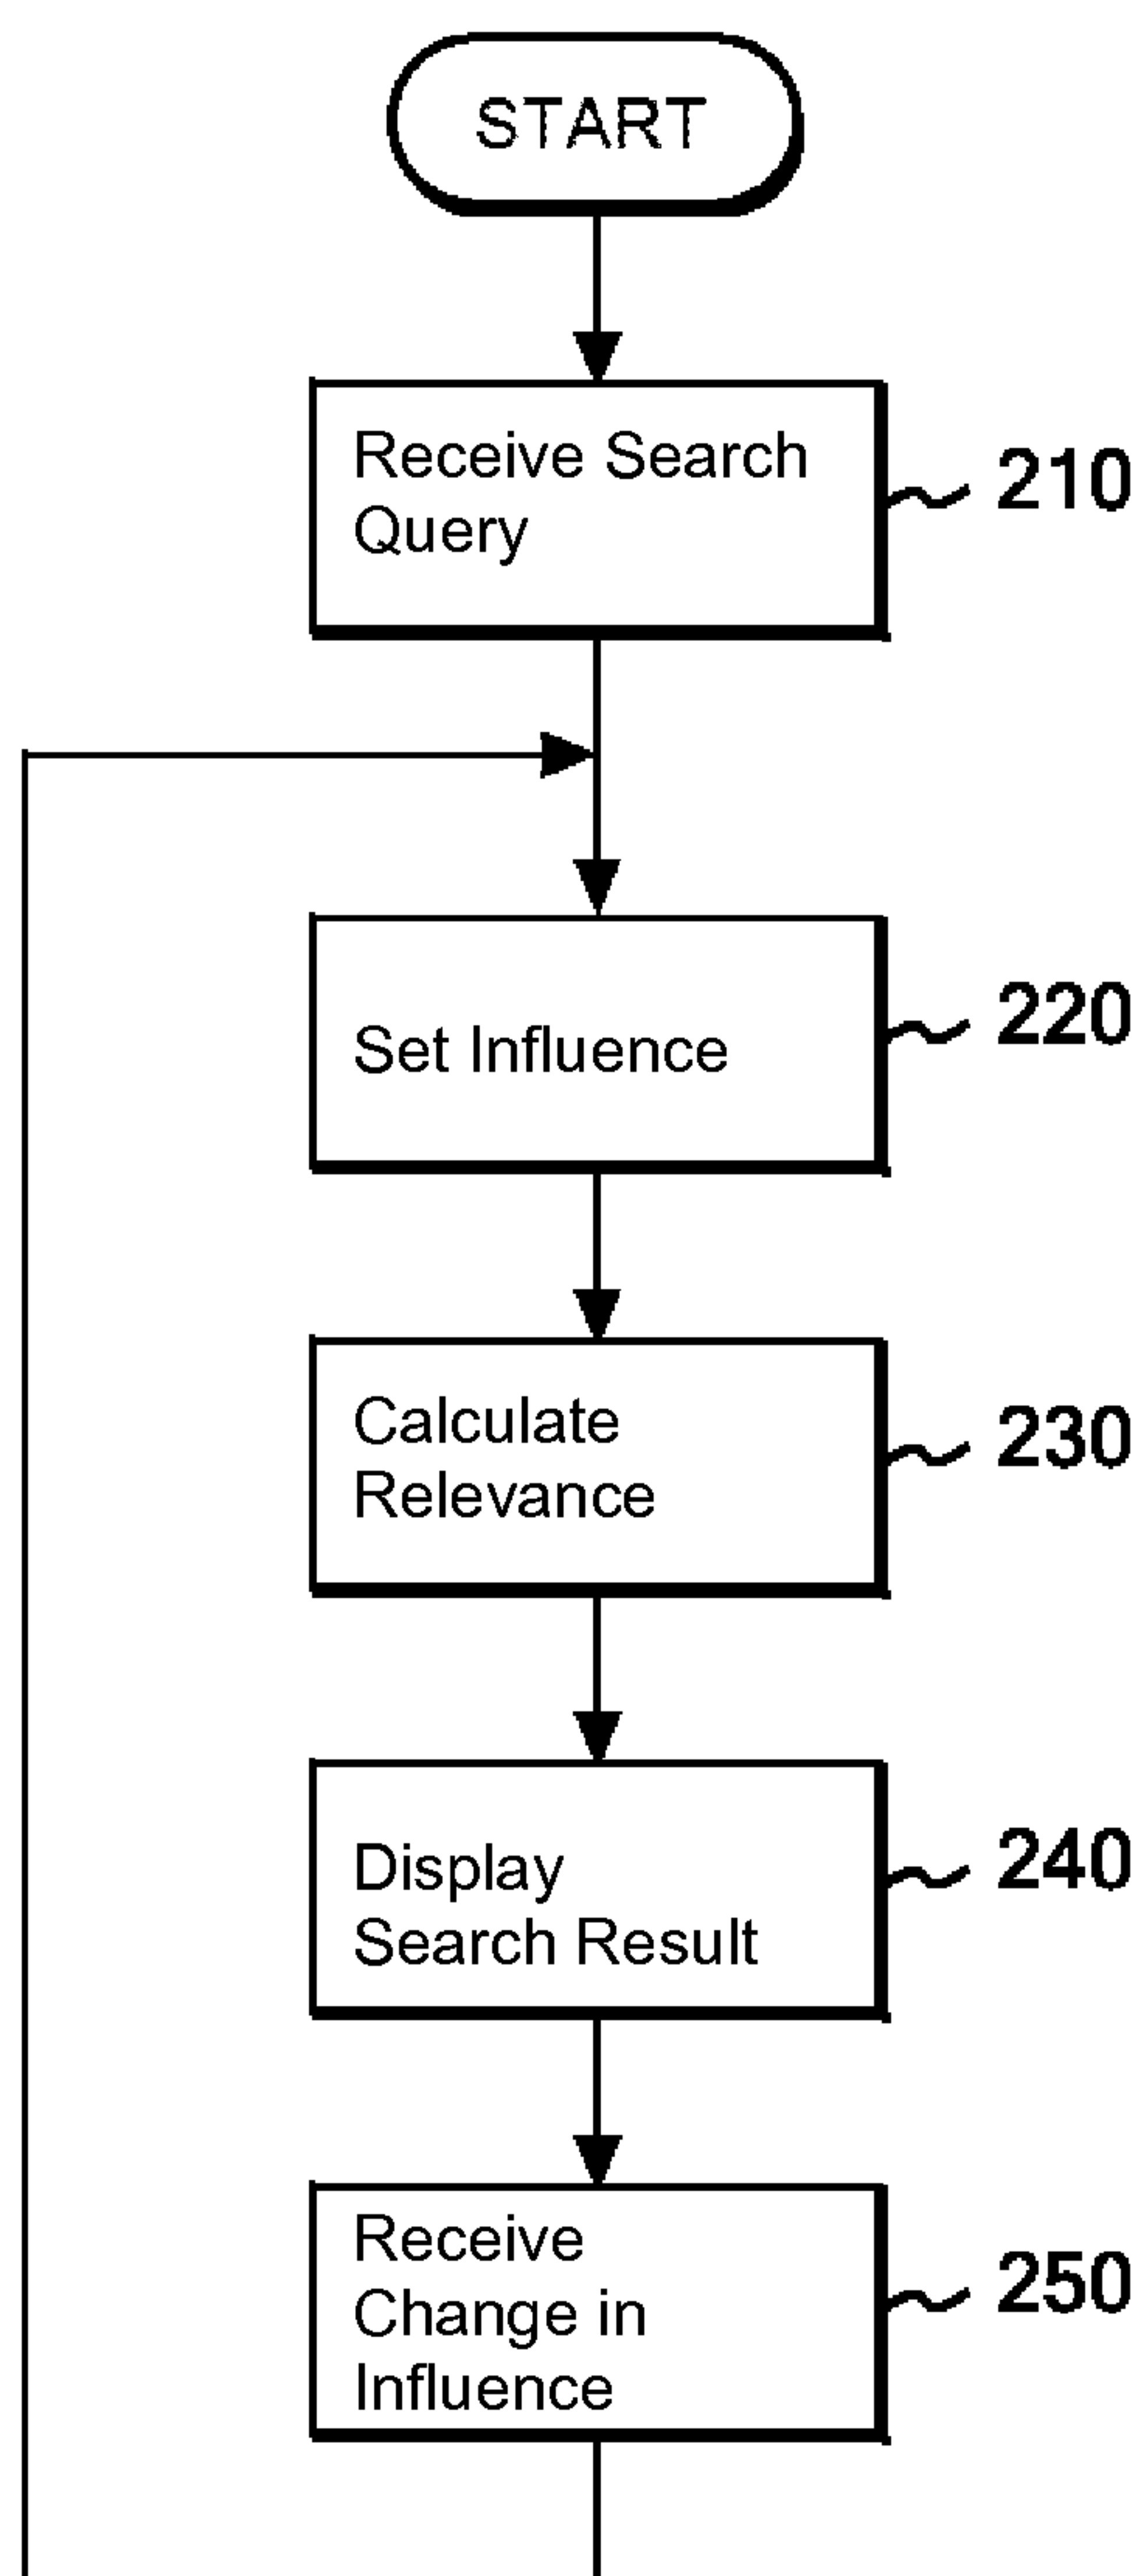 START
Receive Search
Query
210
Set Influence
220
Calculate
Relevance
230
Display
Search Result
240
Receive
Change in
Influence
250